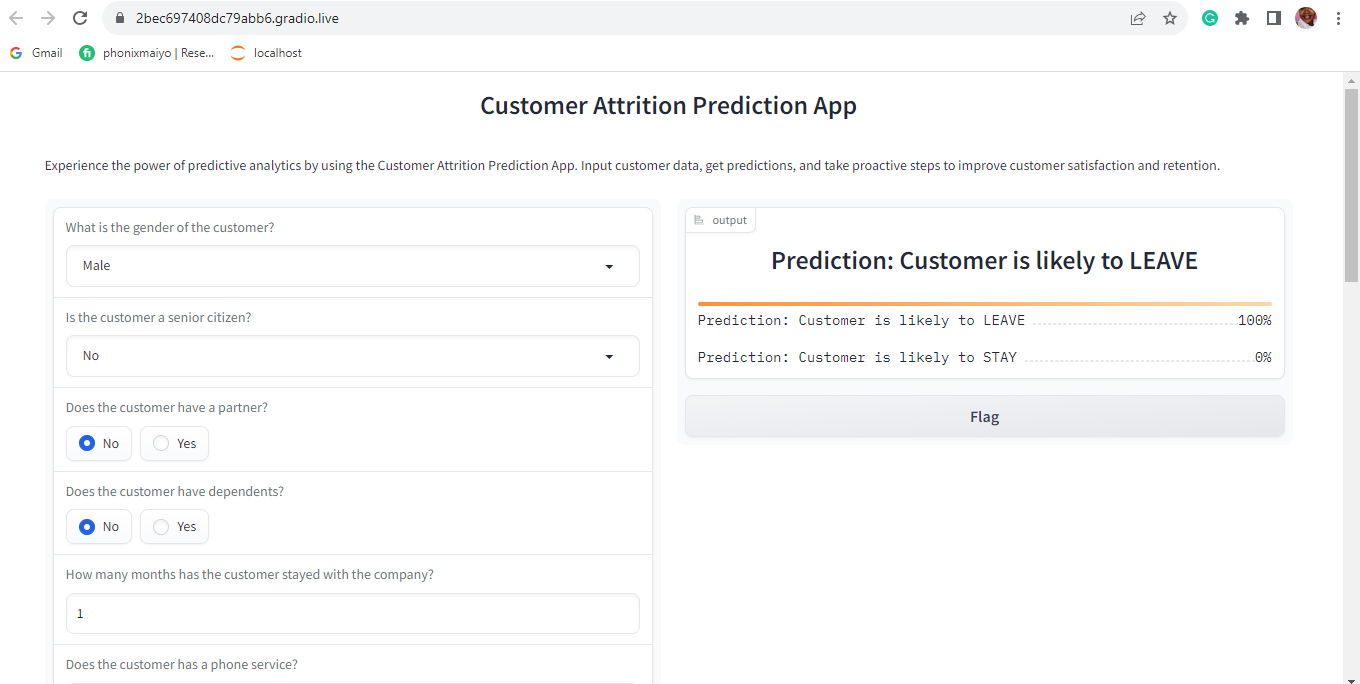 2bec697408dc79abb6.gradio.live
Gmail
phonixmaiyo | Rese...
localhost
Customer Attrition Prediction App
Experience the power of predictive analytics by using the Customer Attrition Prediction App. Input customer data, get predictions, and take proactive steps to improve customer satisfaction and retention.
What is the gender of the customer?
Male
Is the customer a senior citizen?
No
Does the customer have a partner?
No Yes
Does the customer have dependents?
No Yes
How many months has the customer stayed with the company?
1
Does the customer has a phone service?
output
Prediction: Customer is likely to LEAVE
Prediction: Customer is likely to LEAVE 100%
Prediction: Customer is likely to STAY 0%
Flag